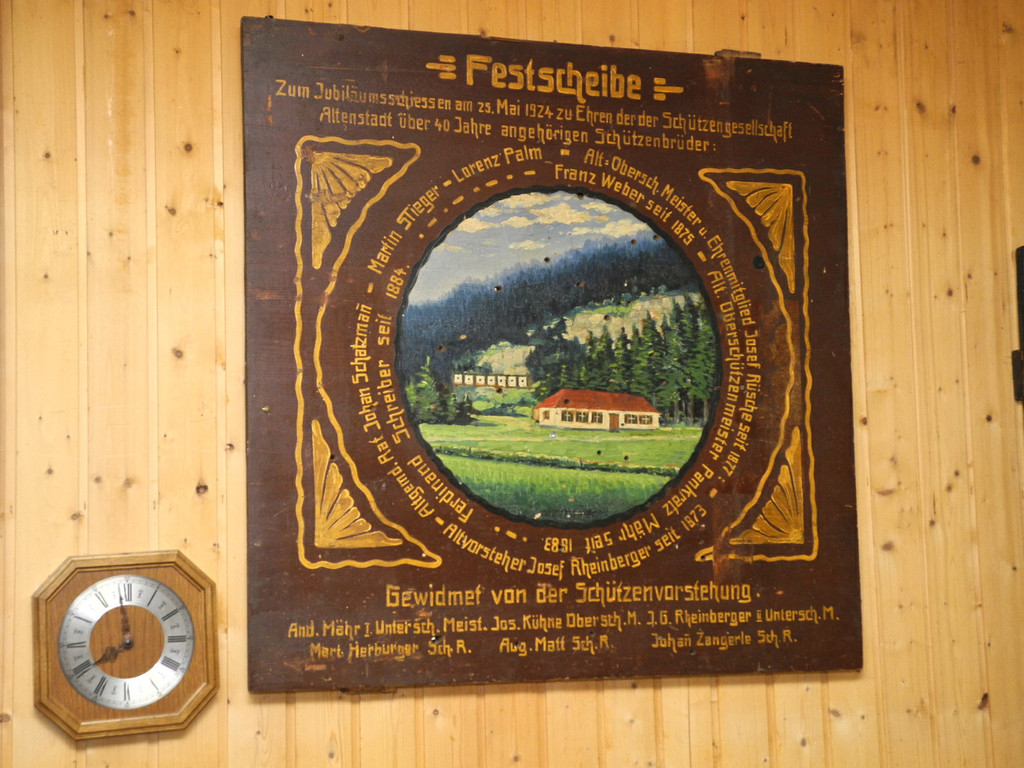 Festscheibe
Zum Jubiläumsschiessen am 25. Mai 1924 zu Ehren der der Schützengesellschaft
Altenstadt über 40 Jahre angehörigen Schützenbrüder:
Alt=Obersch. Meister u. Ehrenmitglied Josef Rüsche seit 1877: -
Altvorsteher Josef Rheinberger seit 1873
Altgemd. Rat Johan Schatzmañ - Martin Stieger - Lorenz Palm -
Franz Weber seit 1875 - Alt. Oberschützenmeister Pankratz Mähr seit 1883.
Ferdinand Schreiber seit 1884
Gewidmet von der Schützenvorstehung.
And. Mähr I. Untersch. Meist. Jos. Kühne Obersch. M. J. G. Rheinberger II Untersch. M.
Mart. Herburger Sch. R. Aug. Matt Sch. R. Johan Zangerle Sch. R.